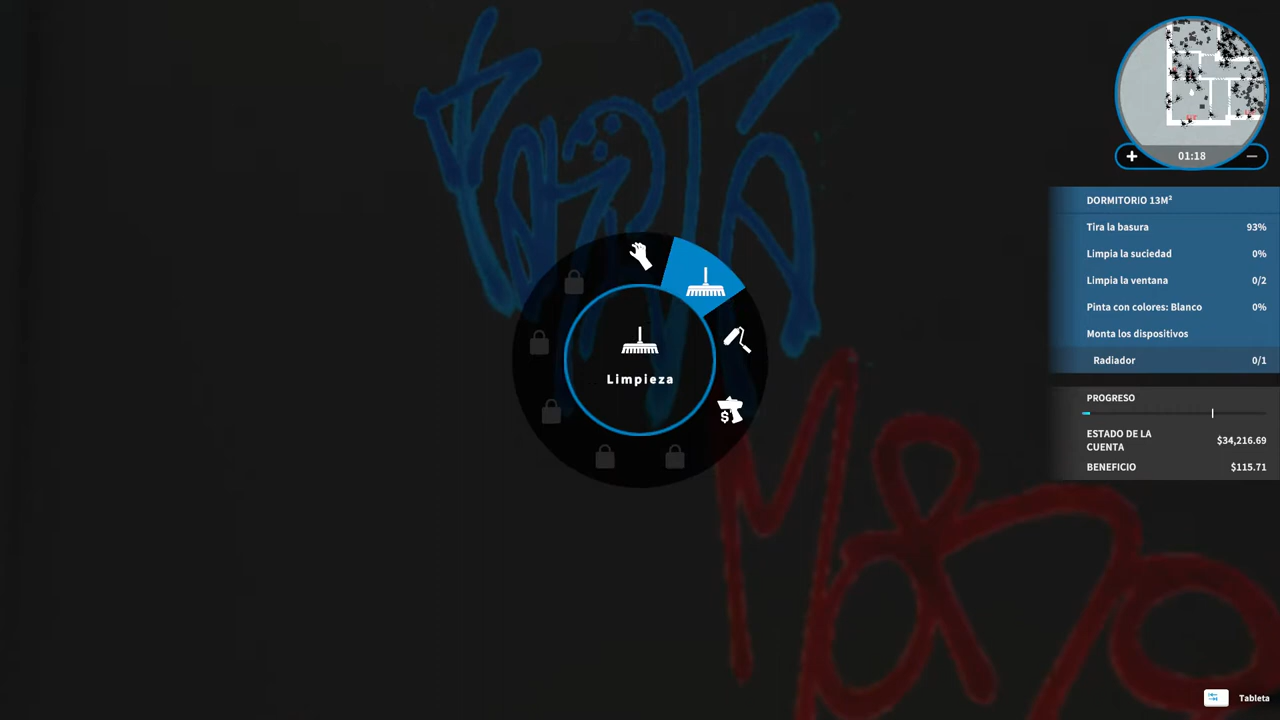 01:18
DORMITORIO 13M²
Tira la basura 93%
Limpia la suciedad 0%
Limpia la ventana 0/2
Pinta con colores: Blanco 0%
Monta los dispositivos
Radiador 0/1
PROGRESO
ESTADO DE LA CUENTA $34,216.69
BENEFICIO $115.71
Limpieza
Tableta